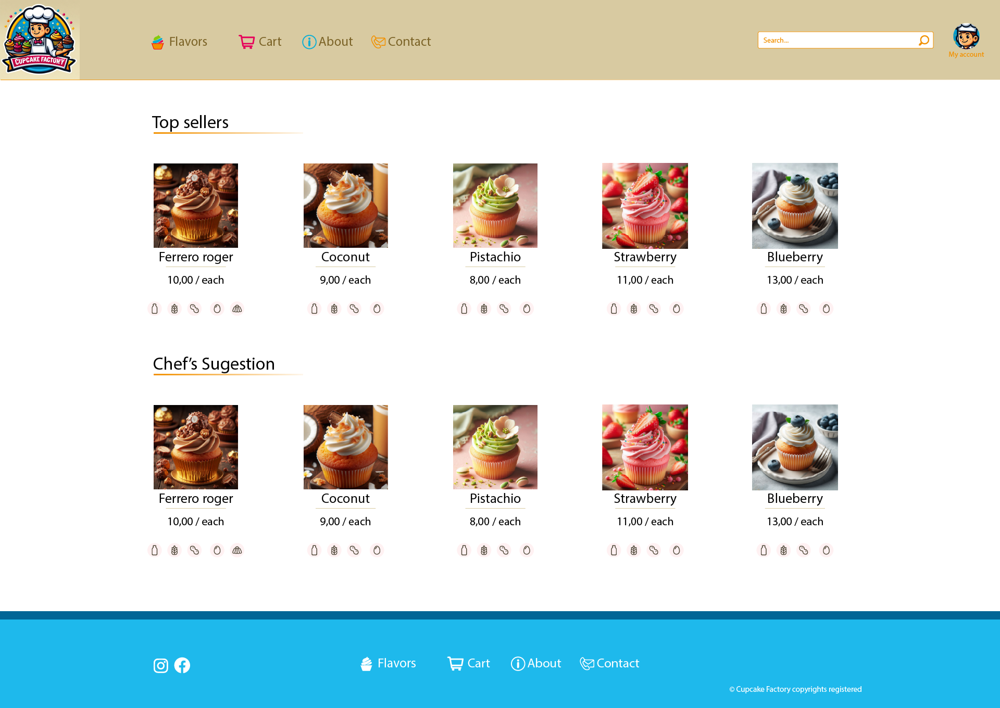 CUPCAKE FACTORY
Flavors Cart About Contact
Search...
My account
Top sellers
Ferrero roger Coconut Pistachio Strawberry Blueberry
10,00 / each 9,00 / each 8,00 / each 11,00 / each 13,00 / each
Chef’s Sugestion
Ferrero roger Coconut Pistachio Strawberry Blueberry
10,00 / each 9,00 / each 8,00 / each 11,00 / each 13,00 / each
Flavors Cart About Contact
© Cupcake Factory copyrights registered